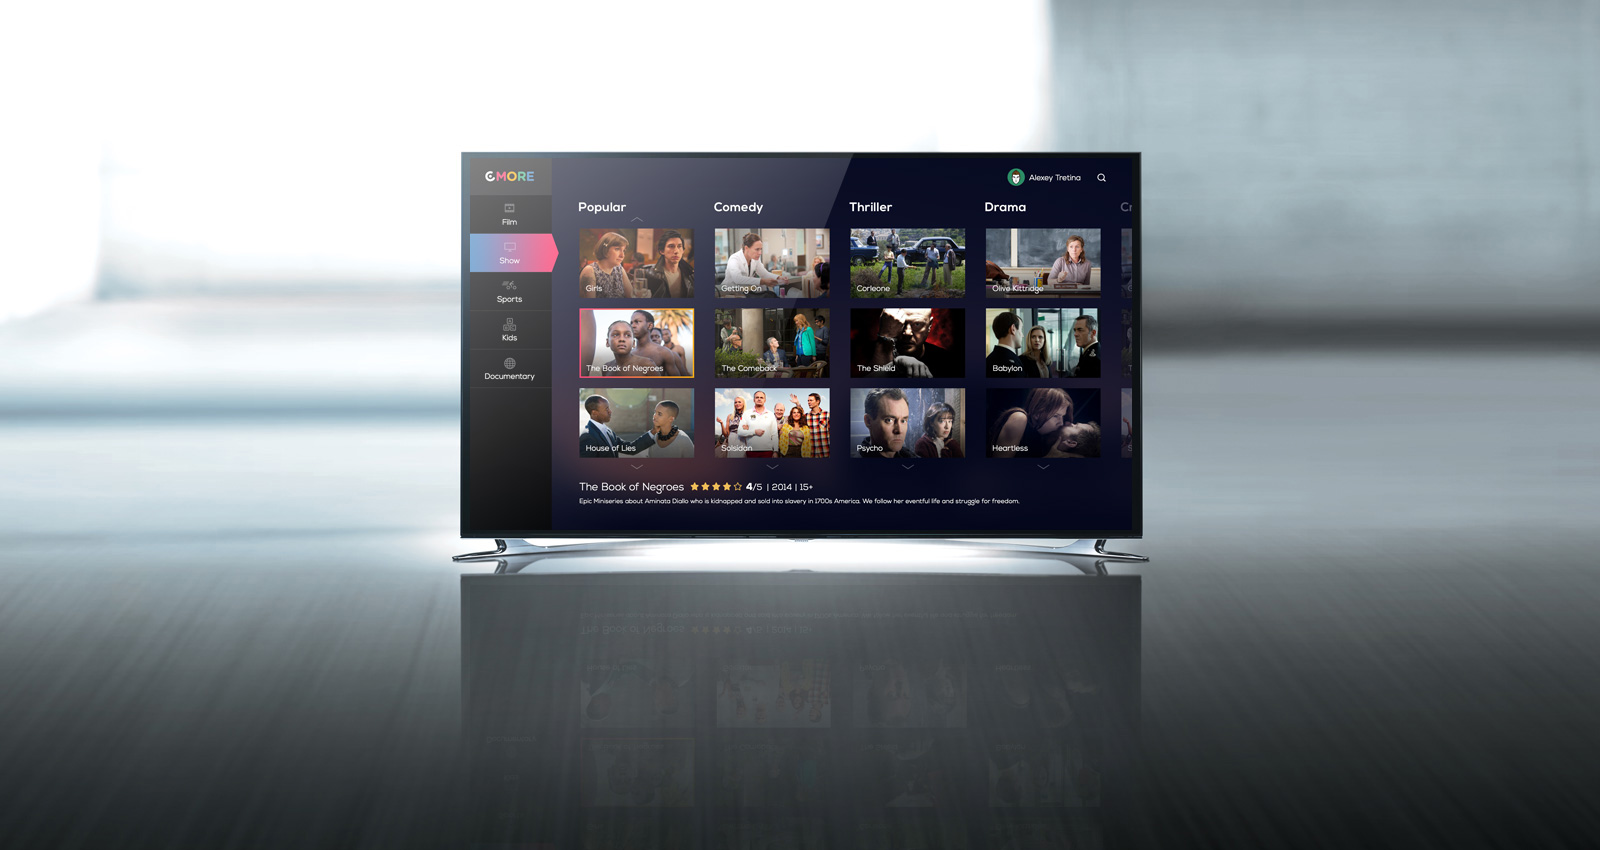 CMORE
Alexey Tretina
Film
Show
Sports
Kids
Documentary
Popular
Comedy
Thriller
Drama
Cr
Girls
Getting On
Corleone
Olive Kittridge
The Book of Negroes
The Comeback
The Shield
Babylon
House of Lies
Solsidan
Psycho
Heartless
The Book of Negroes 4/5 | 2014 | 15+
Epic Miniseries about Aminata Diallo who is kidnapped and sold into slavery in 1700s America. We follow her eventful life and struggle for freedom.